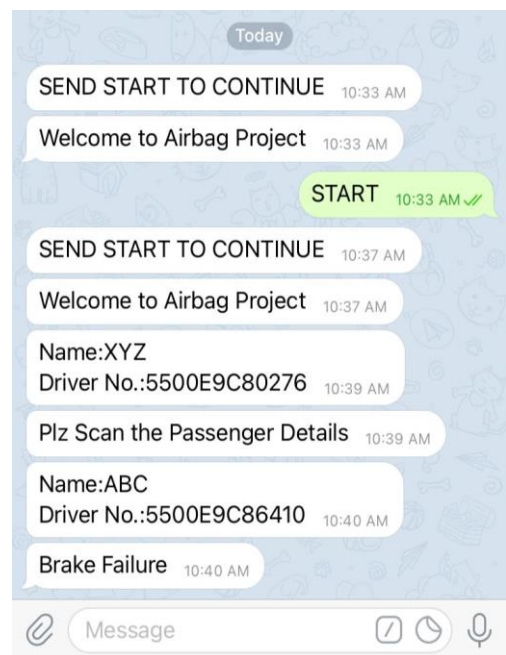 Today
SEND START TO CONTINUE 10:33 AM
Welcome to Airbag Project 10:33 AM
START 10:33 AM
SEND START TO CONTINUE 10:37 AM
Welcome to Airbag Project 10:37 AM
Name:XYZ
Driver No.:5500E9C80276 10:39 AM
Plz Scan the Passenger Details 10:39 AM
Name:ABC
Driver No.:5500E9C86410 10:40 AM
Brake Failure 10:40 AM
Message